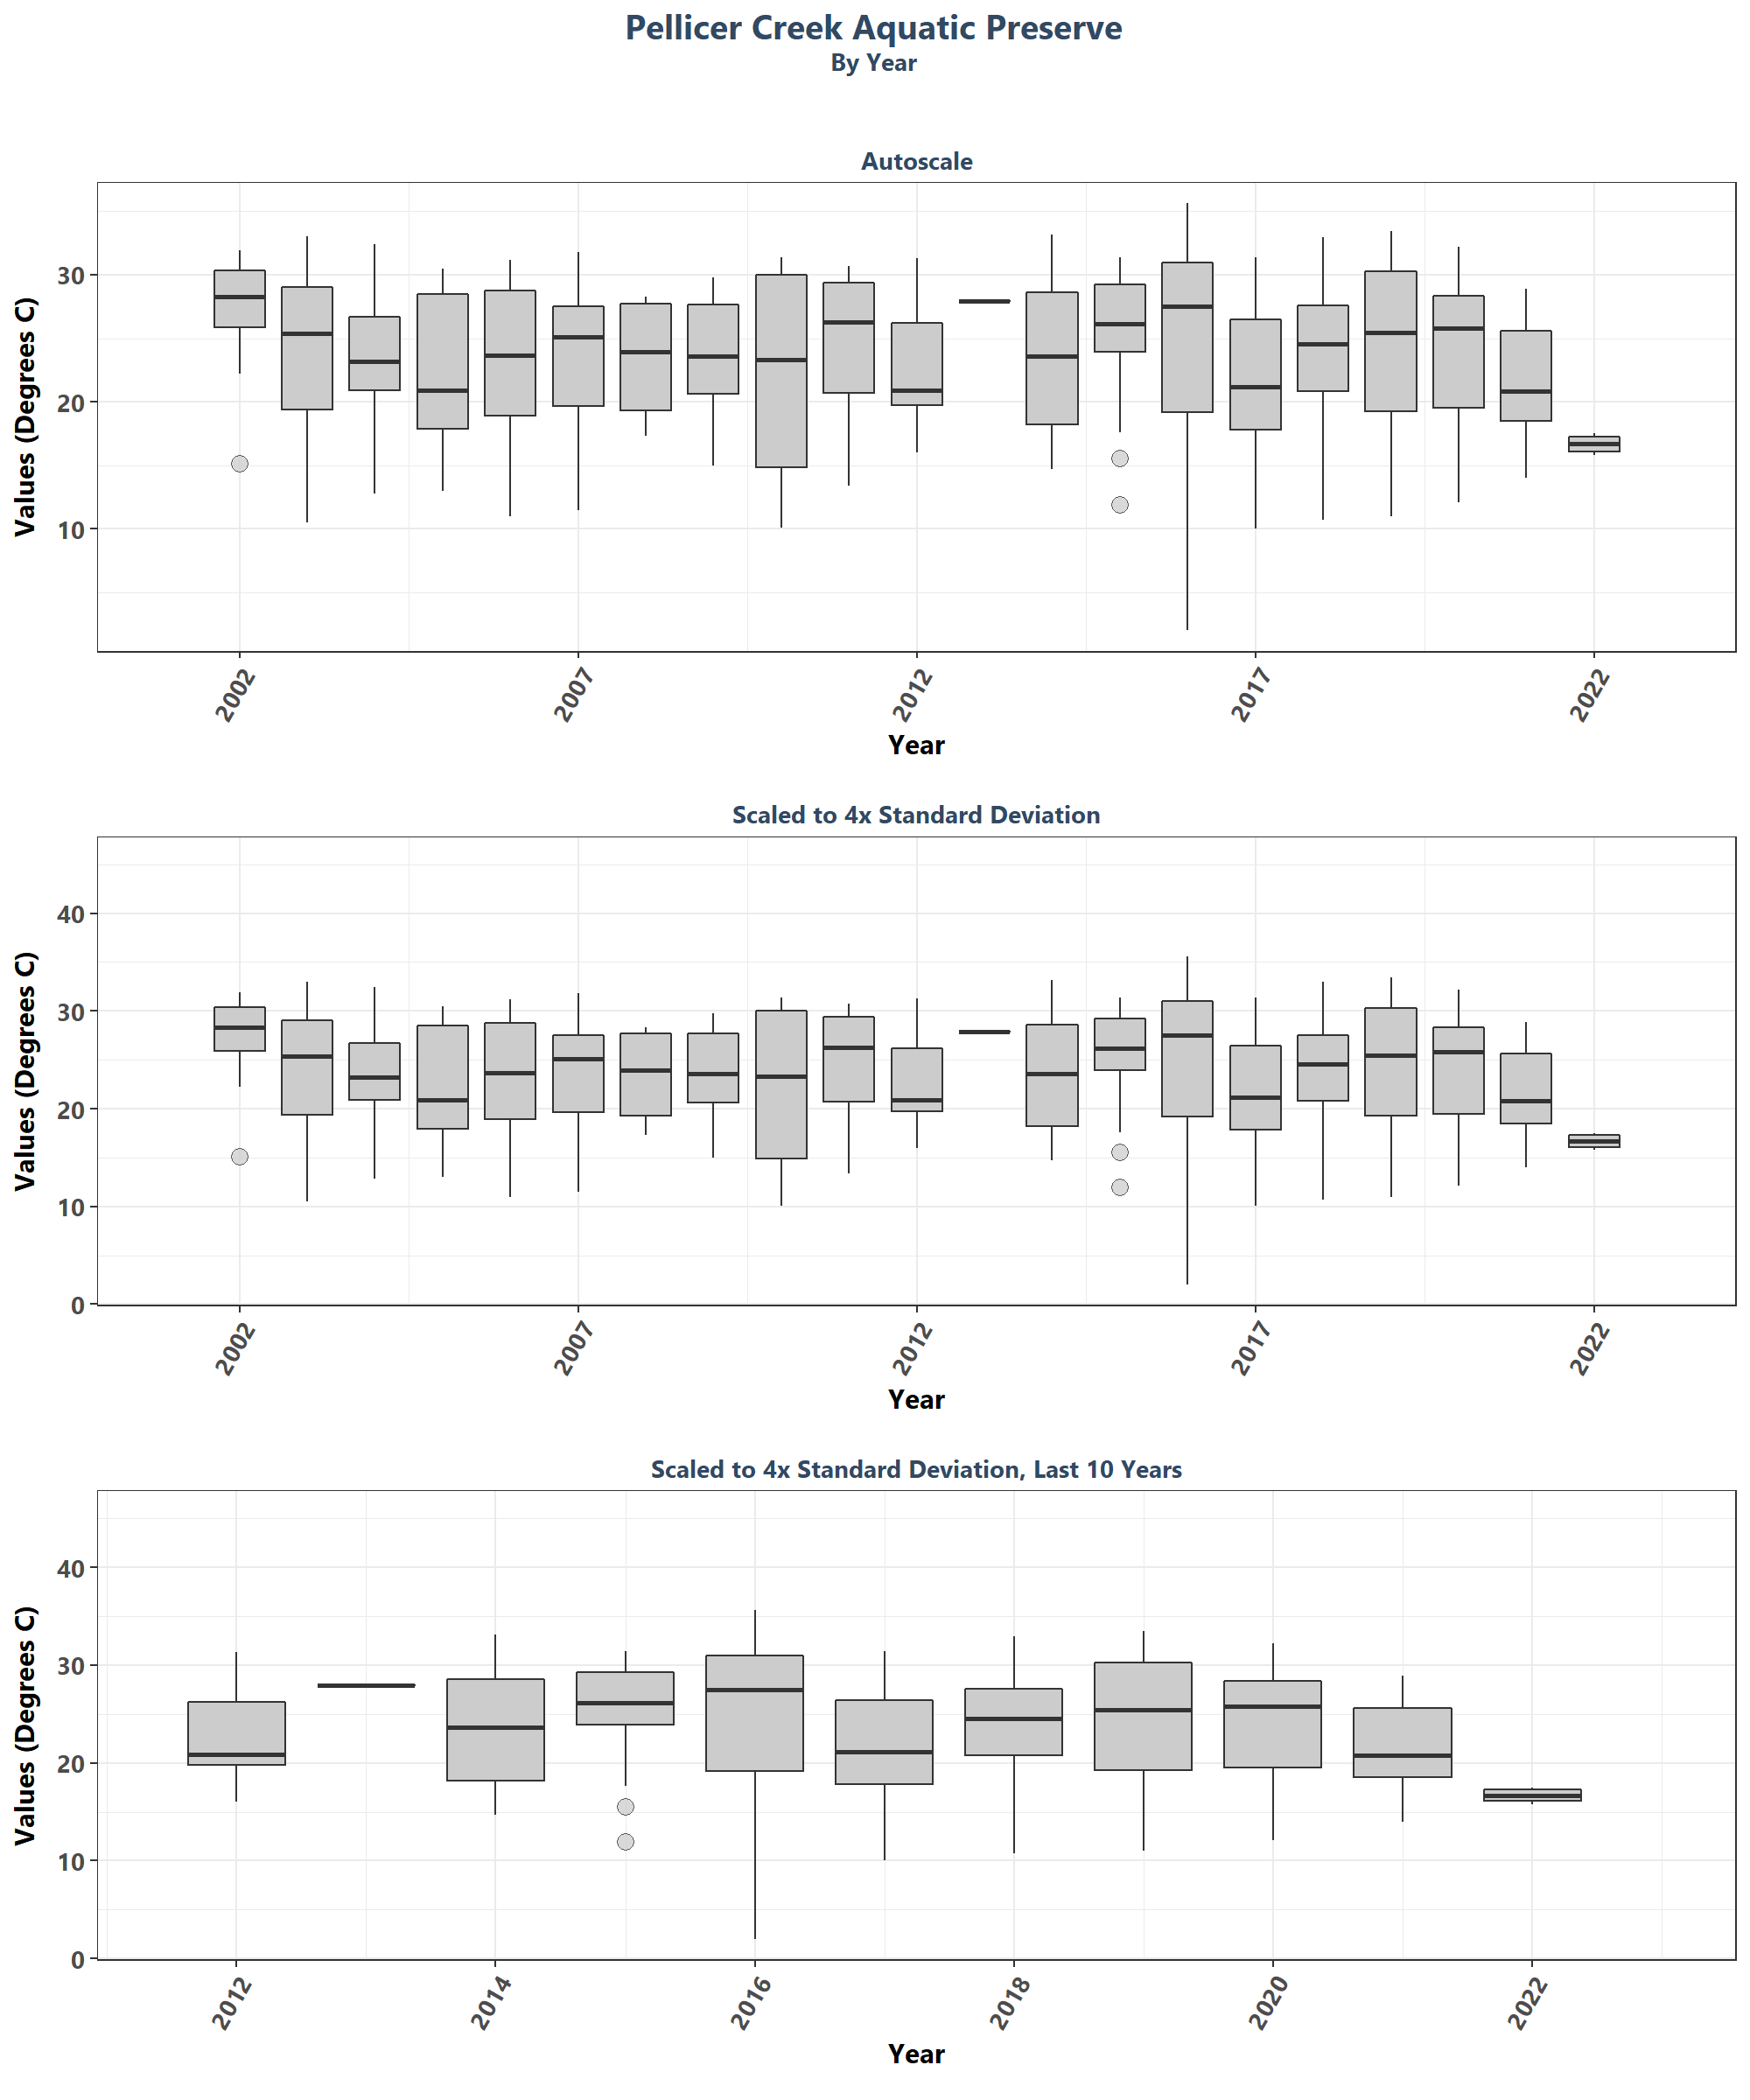 Pellicer Creek Aquatic Preserve
By Year
Autoscale
Values (Degrees C)
30
20
10
2002
2007
2012
2017
2022
Year
Scaled to 4x Standard Deviation
Values (Degrees C)
40
30
20
10
0
2002
2007
2012
2017
2022
Year
Scaled to 4x Standard Deviation, Last 10 Years
Values (Degrees C)
40
30
20
10
0
2012
2014
2016
2018
2020
2022
Year